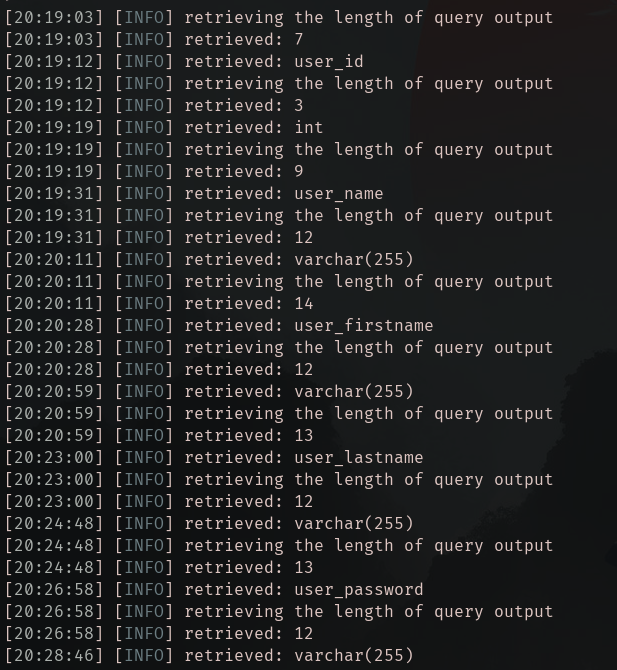 [20:19:03] [INFO] retrieving the length of query output
[20:19:03] [INFO] retrieved: 7
[20:19:12] [INFO] retrieved: user_id
[20:19:12] [INFO] retrieving the length of query output
[20:19:12] [INFO] retrieved: 3
[20:19:19] [INFO] retrieved: int
[20:19:19] [INFO] retrieving the length of query output
[20:19:19] [INFO] retrieved: 9
[20:19:31] [INFO] retrieved: user_name
[20:19:31] [INFO] retrieving the length of query output
[20:19:31] [INFO] retrieved: 12
[20:20:11] [INFO] retrieved: varchar(255)
[20:20:11] [INFO] retrieving the length of query output
[20:20:11] [INFO] retrieved: 14
[20:20:28] [INFO] retrieved: user_firstname
[20:20:28] [INFO] retrieving the length of query output
[20:20:28] [INFO] retrieved: 12
[20:20:59] [INFO] retrieved: varchar(255)
[20:20:59] [INFO] retrieving the length of query output
[20:20:59] [INFO] retrieved: 13
[20:23:00] [INFO] retrieved: user_lastname
[20:23:00] [INFO] retrieving the length of query output
[20:23:00] [INFO] retrieved: 12
[20:24:48] [INFO] retrieved: varchar(255)
[20:24:48] [INFO] retrieving the length of query output
[20:24:48] [INFO] retrieved: 13
[20:26:58] [INFO] retrieved: user_password
[20:26:58] [INFO] retrieving the length of query output
[20:26:58] [INFO] retrieved: 12
[20:28:46] [INFO] retrieved: varchar(255)